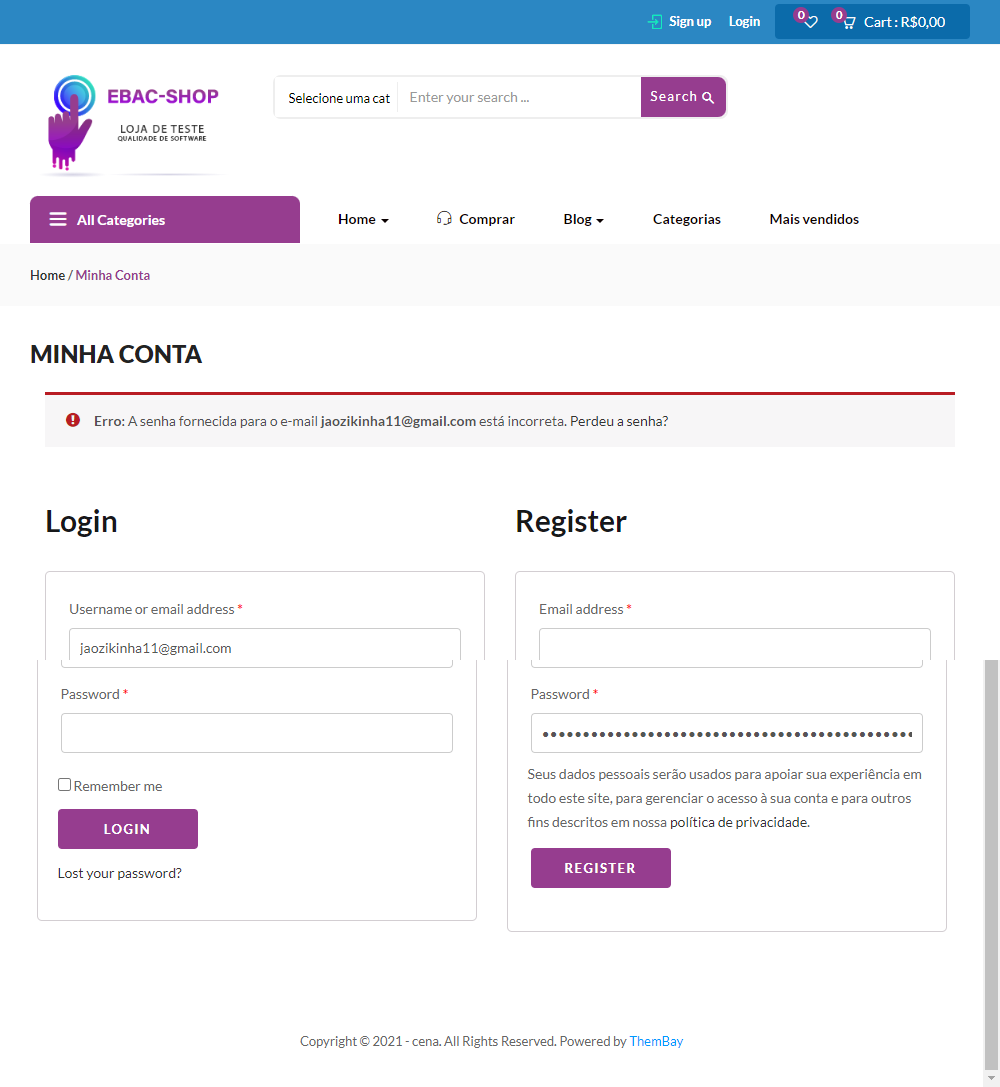 Sign up Login 0 0 Cart : R$0,00
EBAC-SHOP
LOJA DE TESTE
QUALIDADE DE SOFTWARE
Selione uma cat Enter your search ... Search
All Categories Home Comprar Blog Categorias Mais vendidos
Home / Minha Conta
MINHA CONTA
Erro: A senha fornecida para o e-mail jaozikinha11@gmail.com está incorreta. Perdeu a senha?
Login
Username or email address *
jaozikinha11@gmail.com
Password *
Remember me
LOGIN
Lost your password?
Register
Email address *
Password *
Seus dados pessoais serão usados para apoiar sua experiência em
todo este site, para gerenciar o acesso à sua conta e para outros
fins descritos em nossa política de privacidade.
REGISTER
Copyright © 2021 - cena. All Rights Reserved. Powered by ThemBay